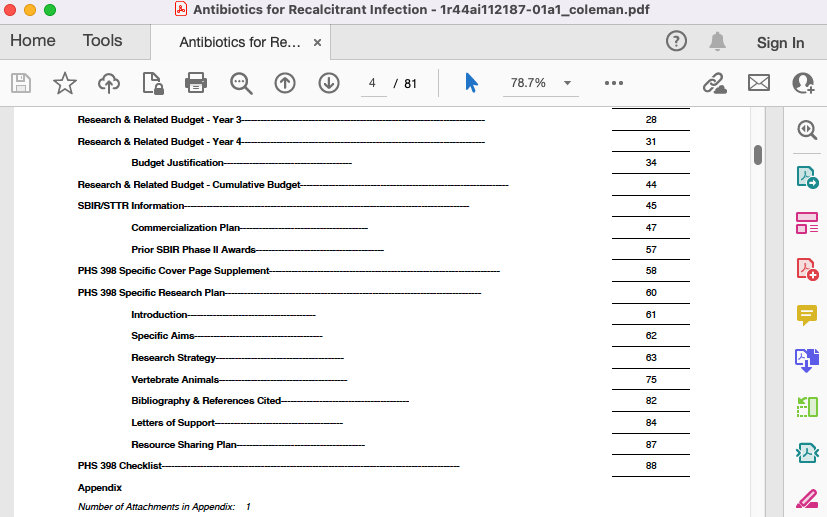 Antibiotics for Recalcitrant Infection - 1r44ai112187-01a1_coleman.pdf
Home Tools Antibiotics for Re... × ? Sign In
4 / 81 78.7%
Research & Related Budget - Year 3 28
Research & Related Budget - Year 4 31
Budget Justification 34
Research & Related Budget - Cumulative Budget 44
SBIR/STTR Information 45
Commercialization Plan 47
Prior SBIR Phase II Awards 57
PHS 398 Specific Cover Page Supplement 58
PHS 398 Specific Research Plan 60
Introduction 61
Specific Aims 62
Research Strategy 63
Vertebrate Animals 75
Bibliography & References Cited 82
Letters of Support 84
Resource Sharing Plan 87
PHS 398 Checklist 88
Appendix
Number of Attachments in Appendix: 1